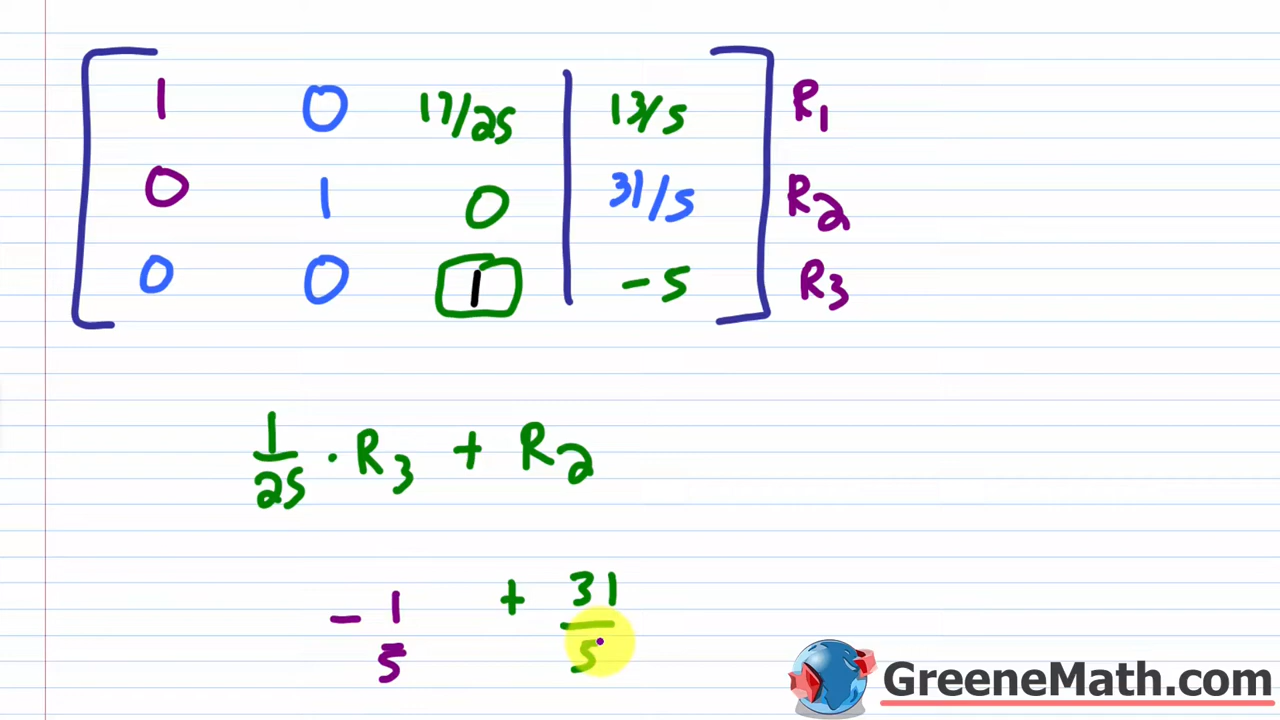 1 0 17/25 | 13/5 R1
0 1 0 | 31/5 R2
0 0 1 | -5 R3
1/25 · R3 + R2
- 1/5 + 31/5
GreeneMath.com